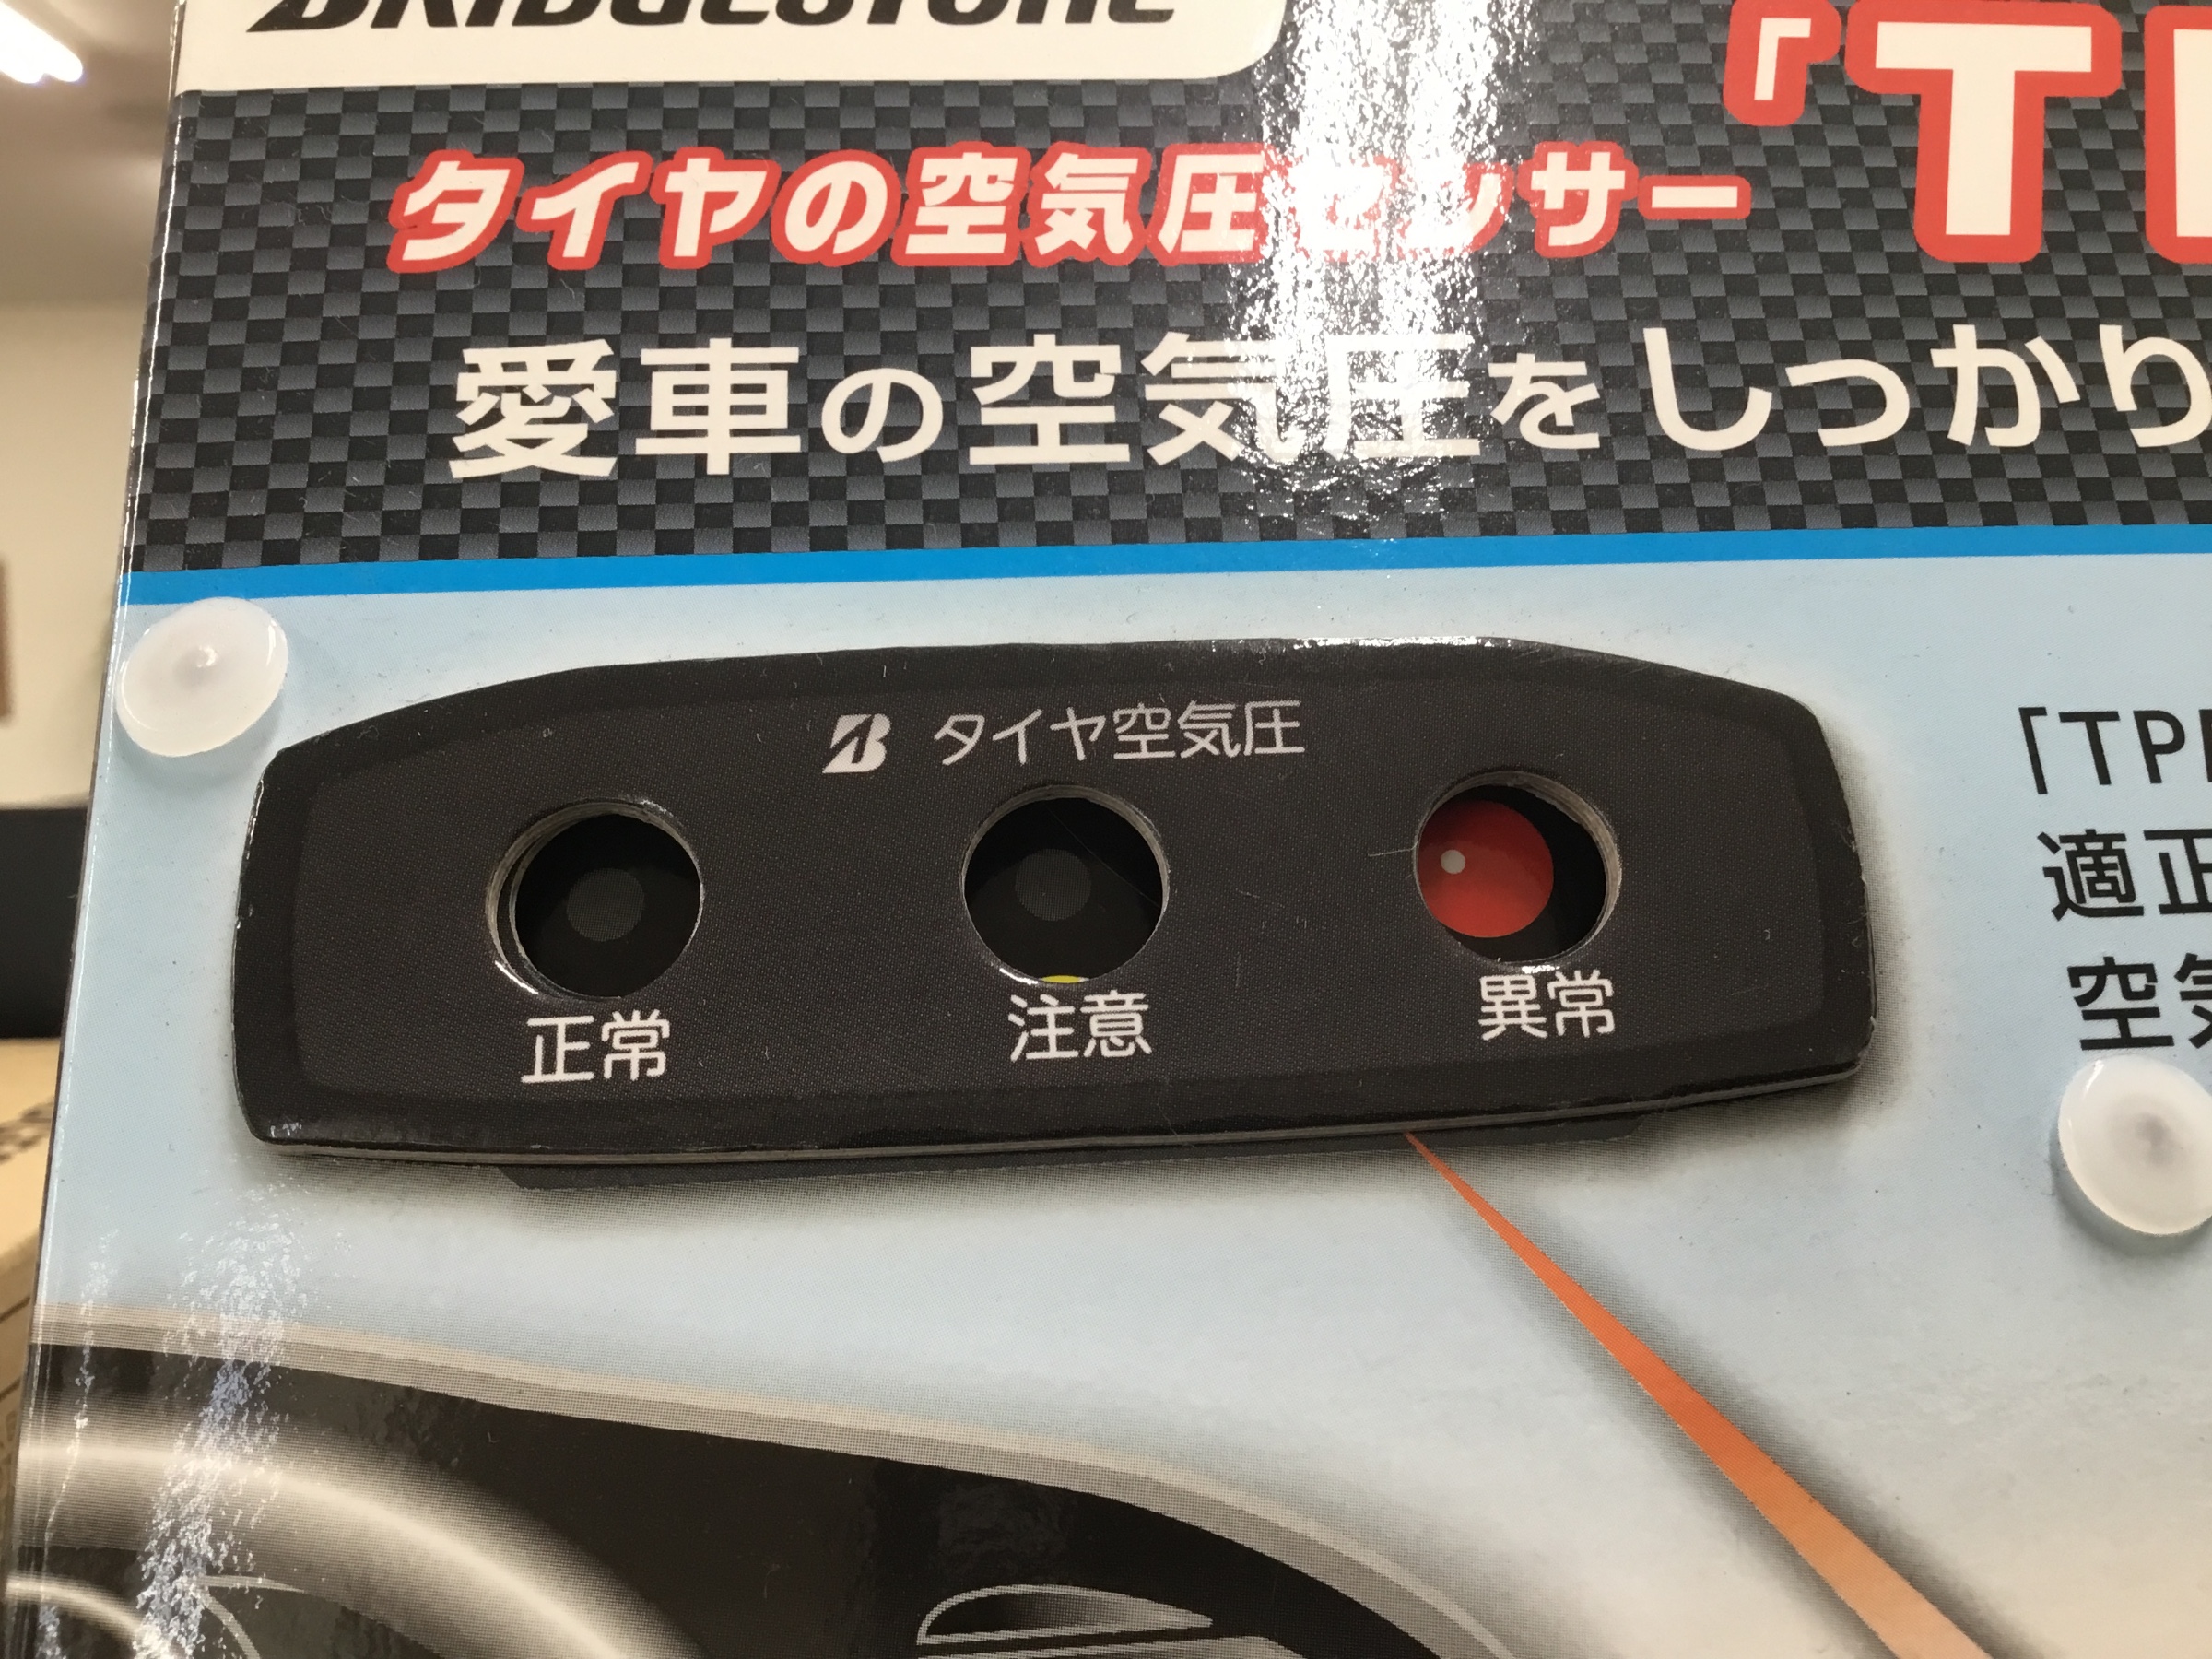 BRIDGESTONE
タイヤの空気圧センサー「T
愛車の空気圧をしっかり
タイヤ空気圧
正常
注意
異常
「TP
適正
空気